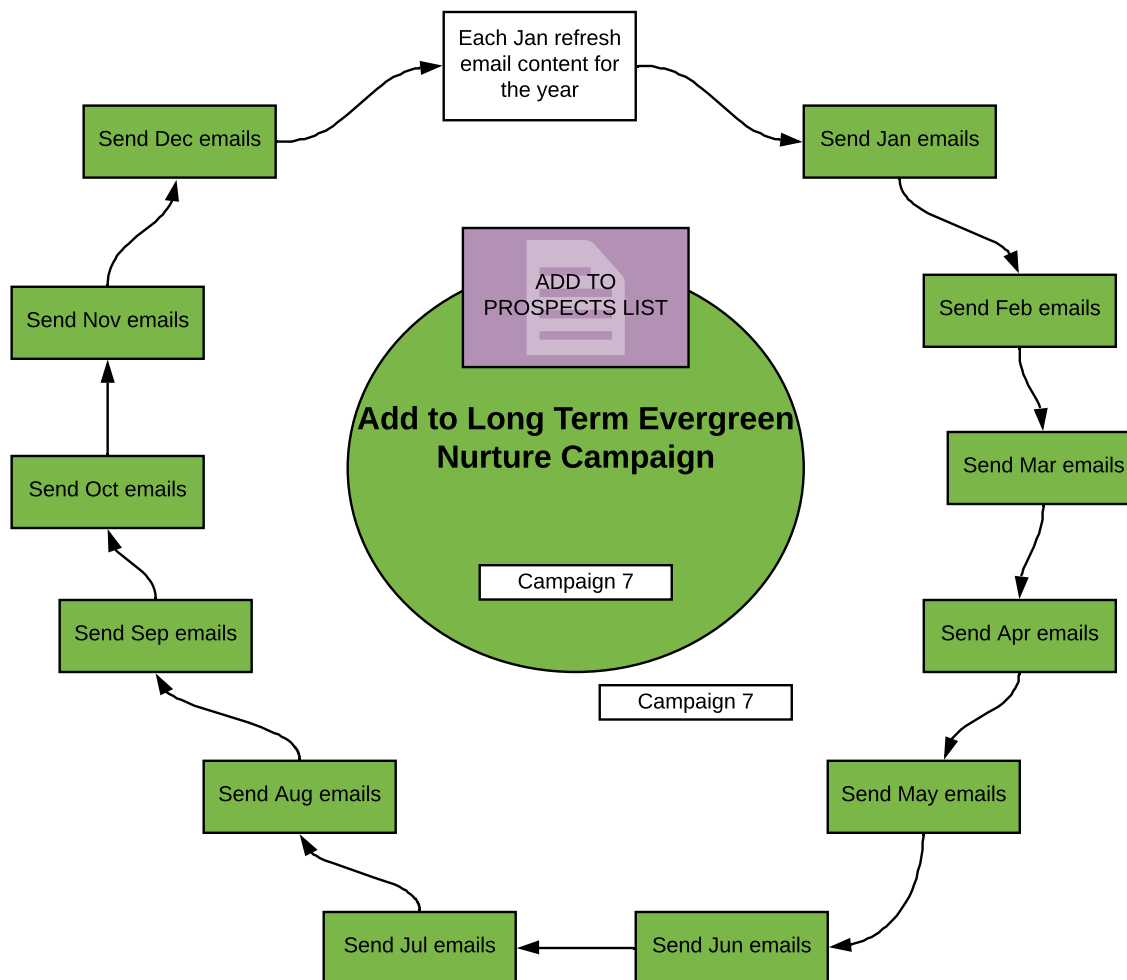 Each Jan refresh
email content for
the year
Send Dec emails
Send Jan emails
ADD TO
PROSPECTS LIST
Send Nov emails
Send Feb emails
Add to Long Term Evergreen
Nurture Campaign
Send Mar emails
Send Oct emails
Campaign 7
Send Sep emails
Send Apr emails
Campaign 7
Send Aug emails
Send May emails
Send Jul emails
Send Jun emails